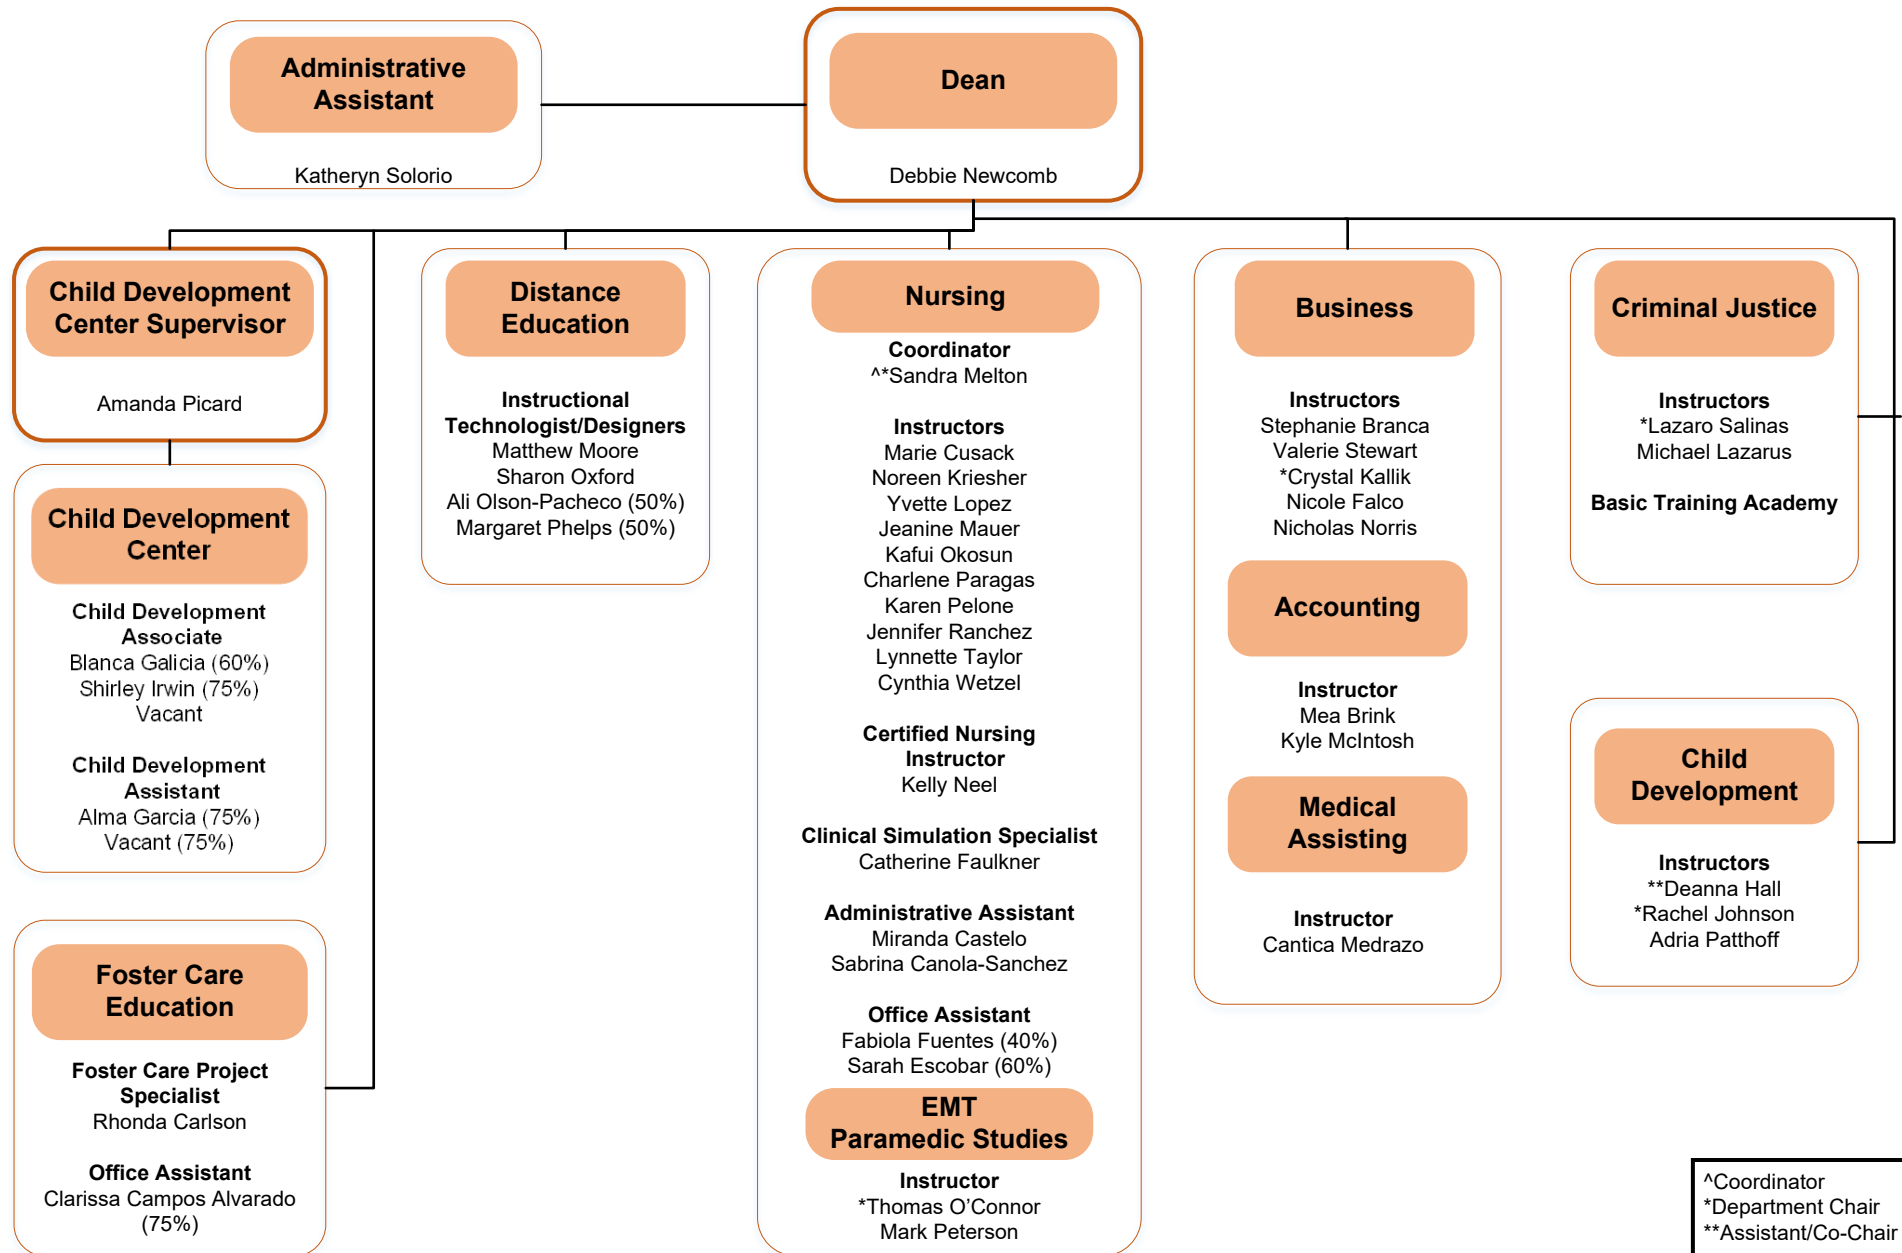 Administrative
Assistant
Katheryn Solorio
Dean
Debbie Newcomb
Child Development
Center Supervisor
Amanda Picard
Child Development
Center
Child Development
Associate
Blanca Galicia (60%)
Shirley Irwin (75%)
Vacant
Child Development
Assistant
Alma Garcia (75%)
Vacant (75%)
Foster Care
Education
Foster Care Project
Specialist
Rhonda Carlson
Office Assistant
Clarissa Campos Alvarado
(75%)
Distance
Education
Instructional
Technologist/Designers
Matthew Moore
Sharon Oxford
Ali Olson-Pacheco (50%)
Margaret Phelps (50%)
Nursing
Coordinator
^*Sandra Melton
Instructors
Marie Cusack
Noreen Kriesher
Yvette Lopez
Jeanine Mauer
Kafui Okosun
Charlene Paragas
Karen Pelone
Jennifer Ranchez
Lynnette Taylor
Cynthia Wetzel
Certified Nursing
Instructor
Kelly Neel
Clinical Simulation Specialist
Catherine Faulkner
Administrative Assistant
Miranda Castelo
Sabrina Canola-Sanchez
Office Assistant
Fabiola Fuentes (40%)
Sarah Escobar (60%)
EMT
Paramedic Studies
Instructor
*Thomas O’Connor
Mark Peterson
Business
Instructors
Stephanie Branca
Valerie Stewart
*Crystal Kallik
Nicole Falco
Nicholas Norris
Accounting
Instructor
Mea Brink
Kyle McIntosh
Medical
Assisting
Instructor
Cantica Medrazo
Criminal Justice
Instructors
*Lazaro Salinas
Michael Lazarus
Basic Training Academy
Child
Development
Instructors
**Deanna Hall
*Rachel Johnson
Adria Patthoff
^Coordinator
*Department Chair
**Assistant/Co-Chair